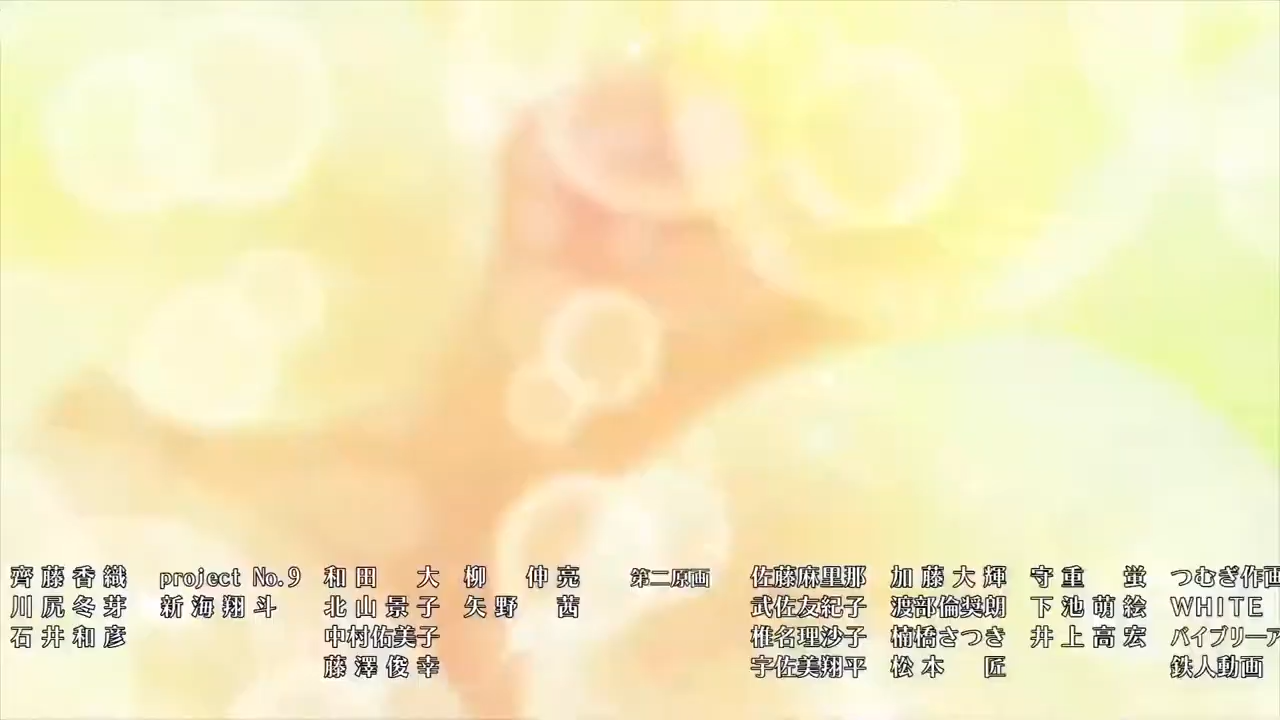 齊藤香織 project No.9 和田 大 柳 伸亮 第二原画 佐藤麻里那 加藤大輝 守重 蛍 つむぎ作画
川尻冬芽 新海翔斗 北山景子 矢野 茜 武佐友紀子 渡部倫奨朗 下池萌絵 WHITE
石井和彦 中村佑美子 椎名理沙子 楠橋さつき 井上高宏 バイブリーア
藤澤俊幸 宇佐美翔平 松本 匠 鉄人動画